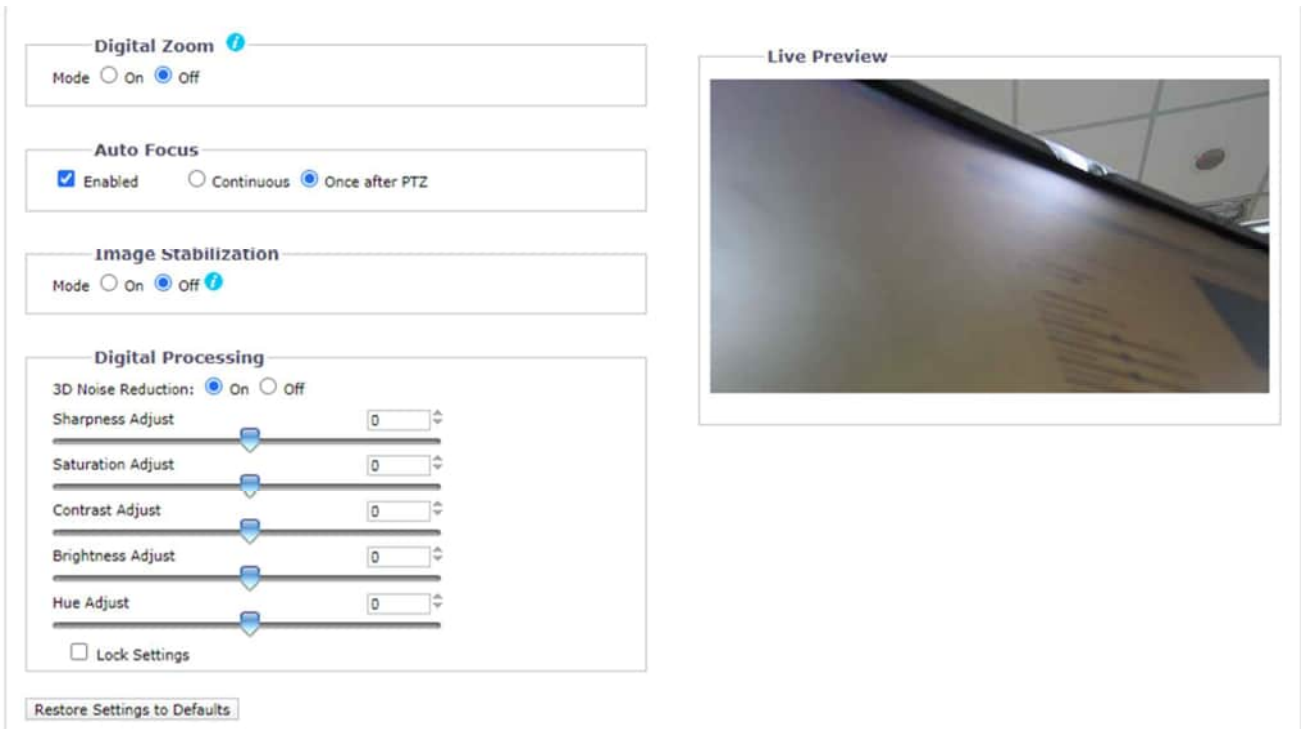 Digital Zoom
Mode On Off
Auto Focus
Enabled Continuous Once after PTZ
Image Stabilization
Mode On Off
Digital Processing
3D Noise Reduction: On Off
Sharpness Adjust 0
Saturation Adjust 0
Contrast Adjust 0
Brightness Adjust 0
Hue Adjust 0
Lock Settings
Restore Settings to Defaults
Live Preview